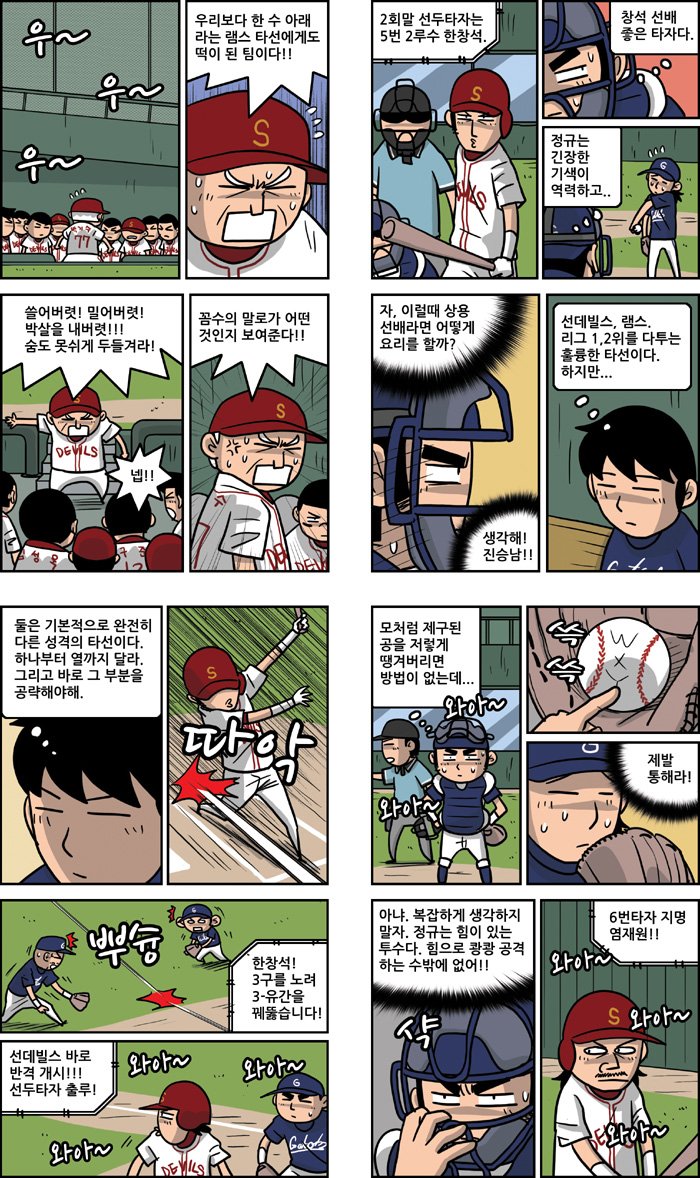 우~
우~
우~
77
우리보다 한 수 아래
라는 램스 타선에게도
떡이 된 팀이다!!
S
쓸어버렷! 밀어버렷!
박살을 내버렷!!!
숨도 못쉬게 두들겨라!
S
DEVILS
넵!!
꼼수의 말로가 어떤
것인지 보여준다!!
S
7
DEVILS
2회말 선두타자는
5번 2루수 한창석.
S
DEVILS
창석 선배
좋은 타자다.
정규는
긴장한
기색이
역력하고..
G
자, 이럴때 상용
선배라면 어떻게
요리를 할까?
생각해!
진승남!!
선데빌스, 램스.
리그 1,2위를 다투는
훌륭한 타선이다.
하지만...
둘은 기본적으로 완전히
다른 성격의 타선이다.
하나부터 열까지 달라.
그리고 바로 그 부분을
공략해야해.
S
따악
뿌슝
한창석!
3구를 노려
3-유간을
꿰뚫습니다!
선데빌스 바로
반격 개시!!!
선두타자 출루!
와아~
와아~
와아~
S
DEVILS
G
모처럼 제구된
공을 저렇게
땡겨버리면
방법이 없는데...
와아~
와아~
쓱
쓱
W
X
제발
통해라!
G
아냐. 복잡하게 생각하지
말자. 정규는 힘이 있는
투수다. 힘으로 쾅쾅 공격
하는 수밖에 없어!!
샥
6번타자 지명
염재원!!
와아~
와아~
와아~
S